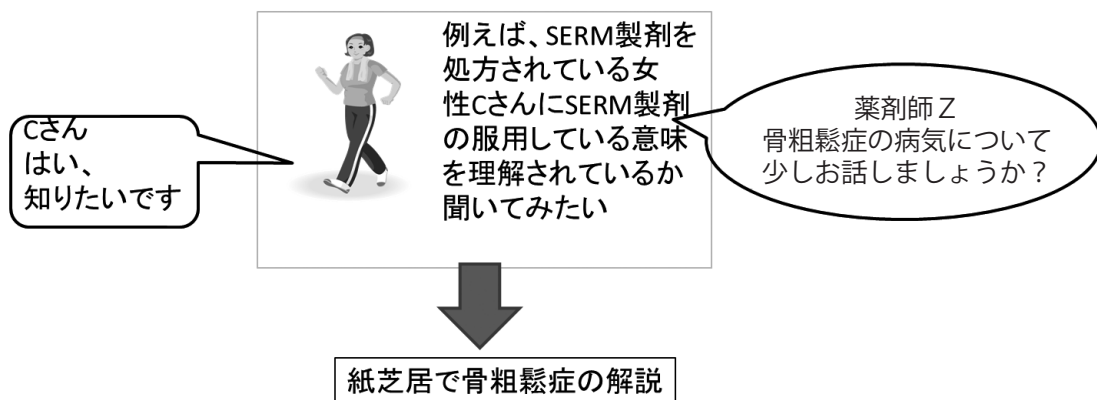 例えば、SERM製剤を
処方されている女
性CさんにSERM製剤
の服用している意味
を理解されているか
聞いてみたい
薬剤師Z
骨粗鬆症の病気について
少しお話しましょうか？
Cさん
はい、
知りたいです
紙芝居で骨粗鬆症の解説